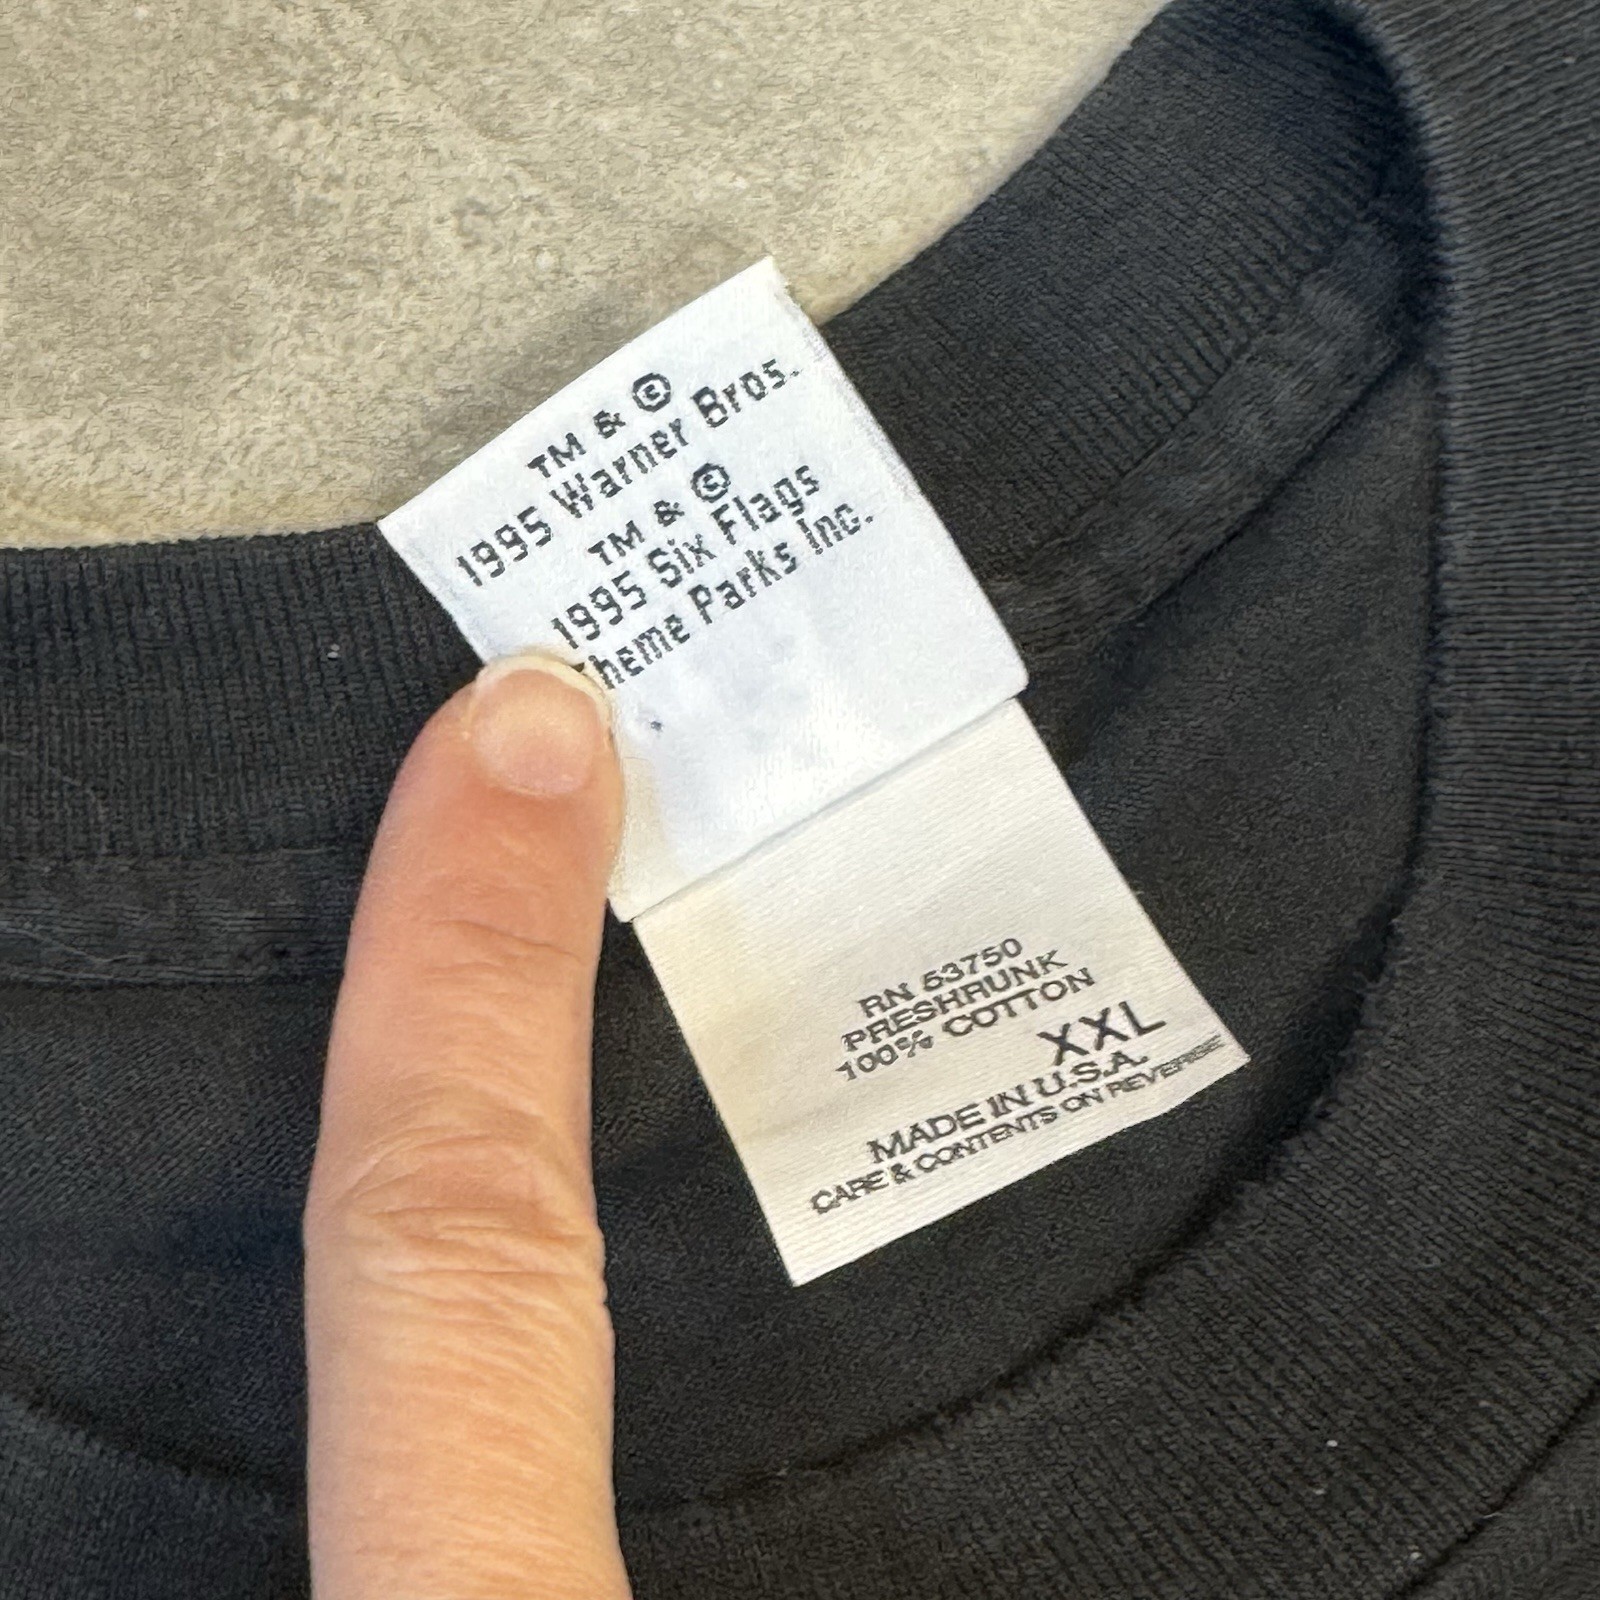 TM & ©
1995 Warner Bros.
TM & ©
1995 Six Flags
heme Parks Inc.
RN 53750
PRESHRUNK
100% COTTON
XXL
MADE IN U.S.A.
CARE & CONTENTS ON REVERSE